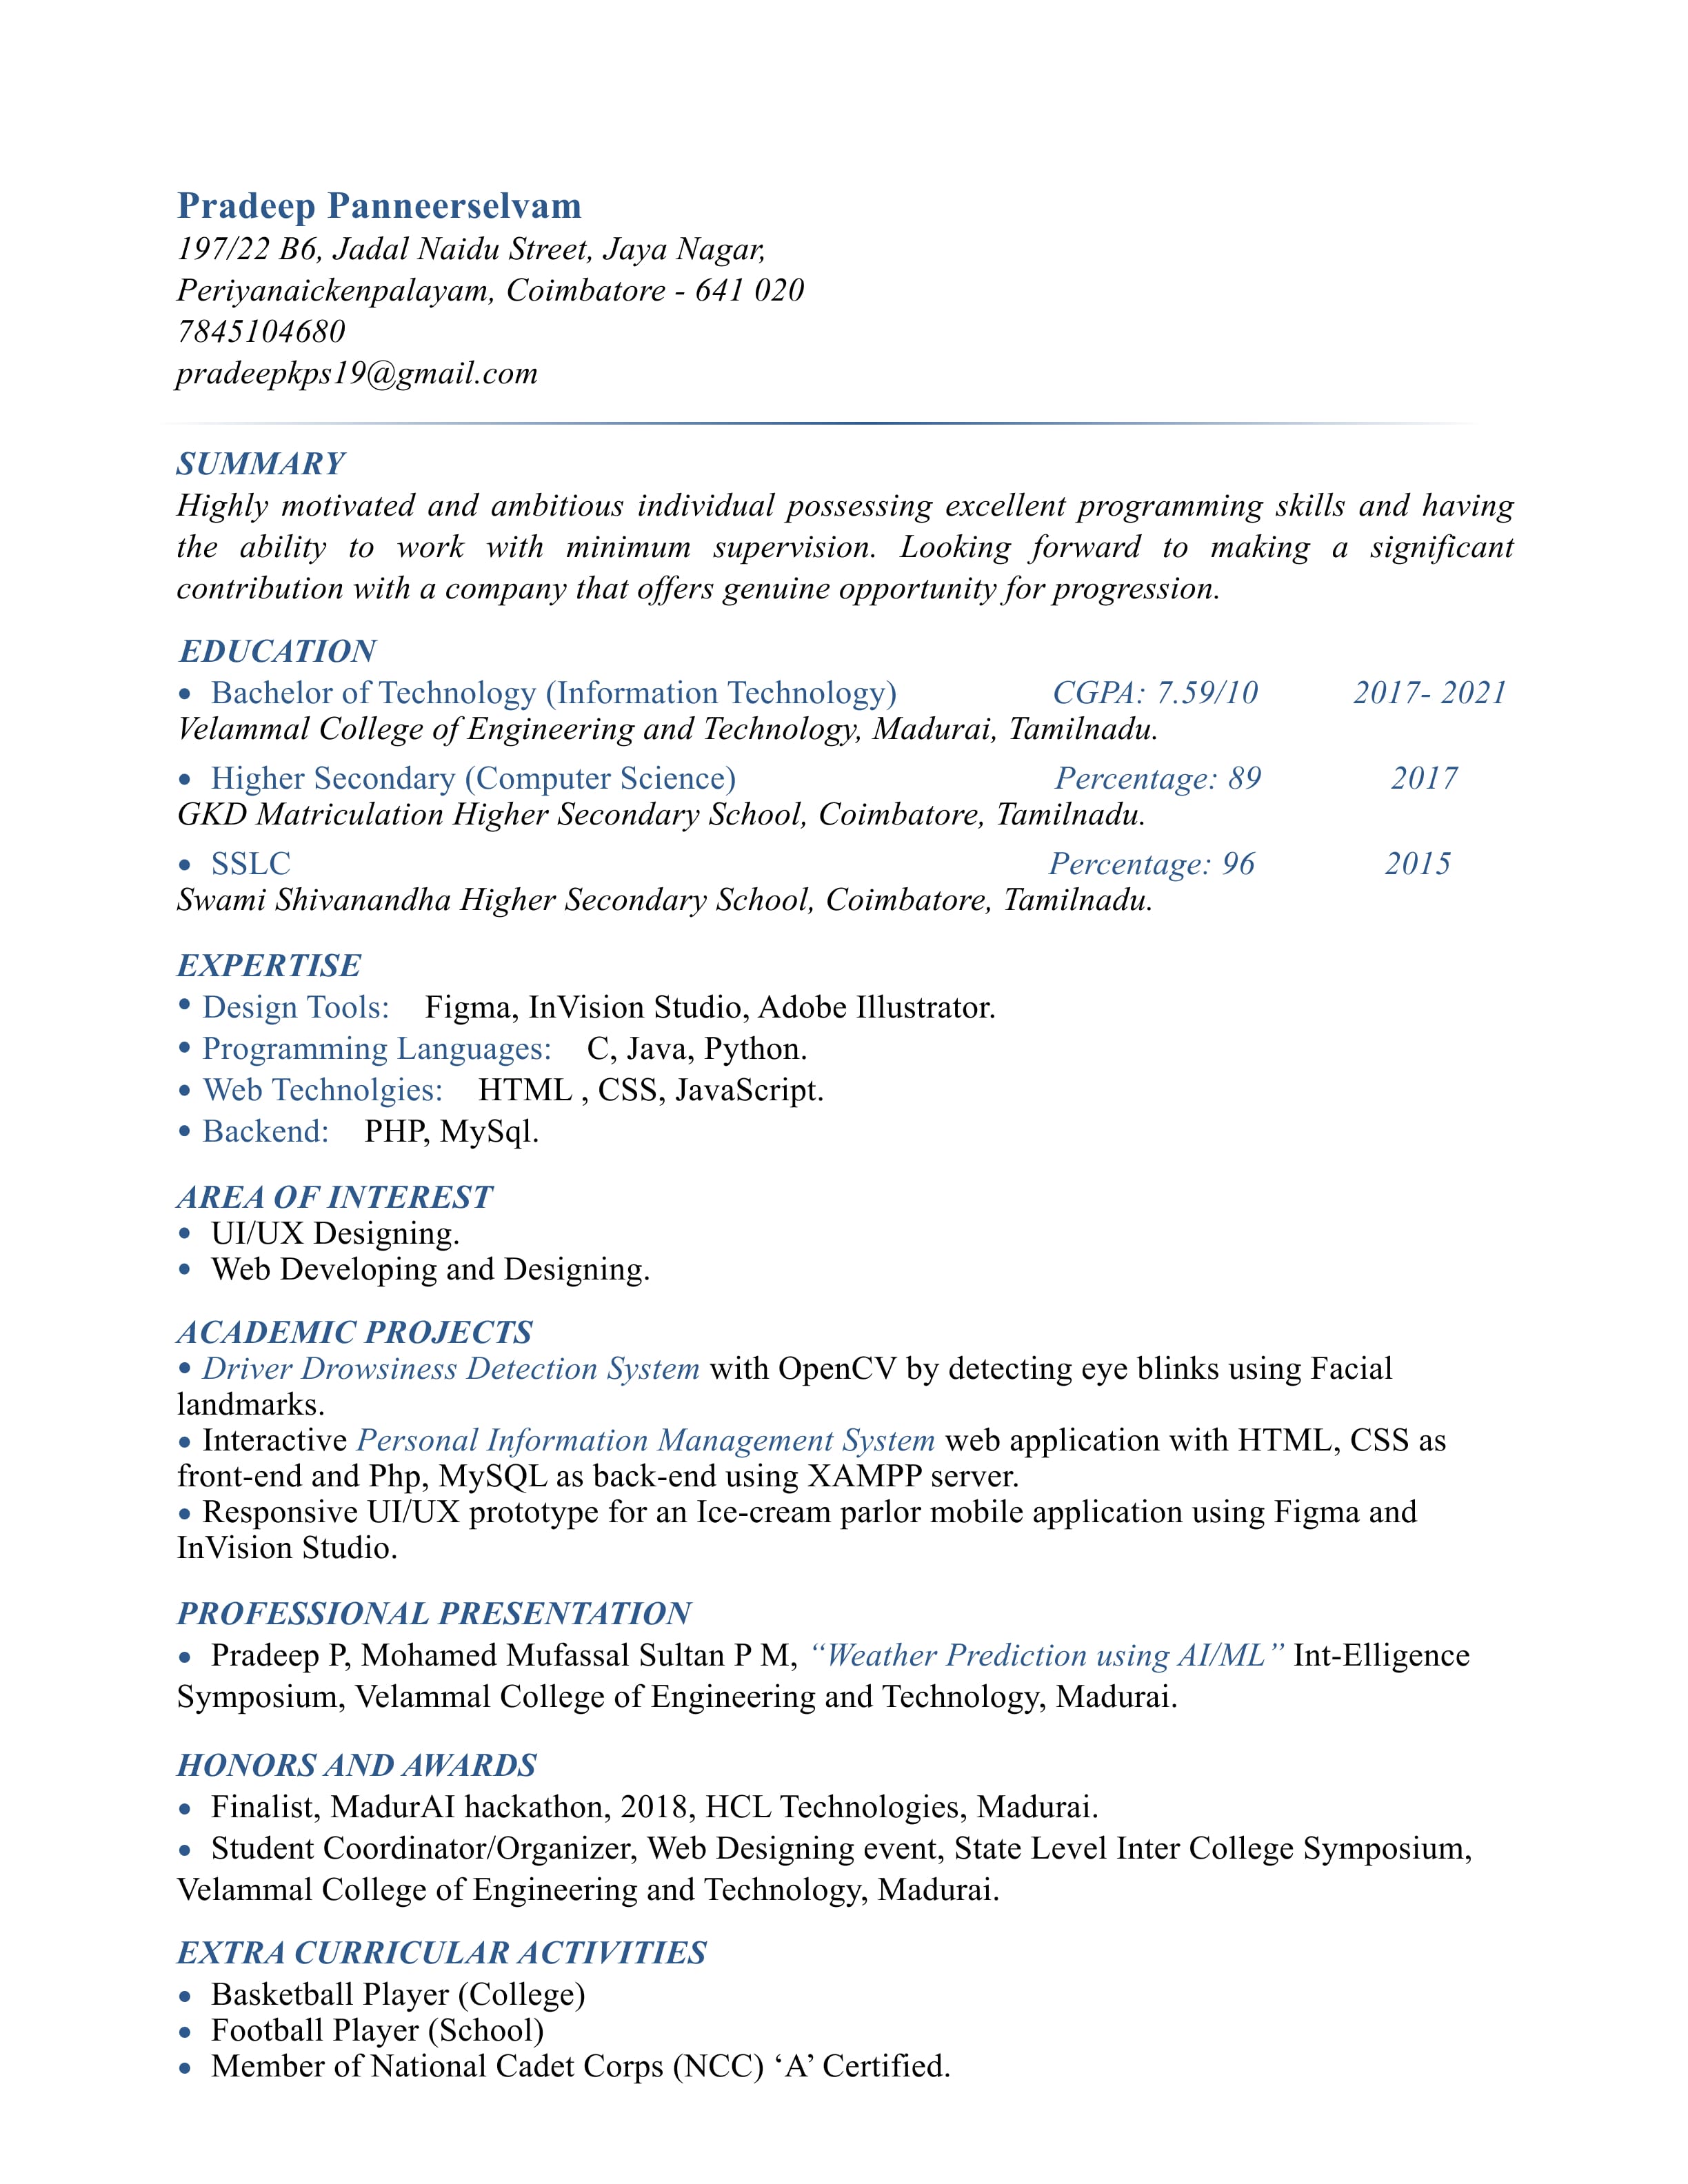 Pradeep Panneerselvam
197/22 B6, Jadal Naidu Street, Jaya Nagar,
Periyanaickenpalayam, Coimbatore - 641 020
7845104680
pradeepkps19@gmail.com
SUMMARY
Highly motivated and ambitious individual possessing excellent programming skills and having
the ability to work with minimum supervision. Looking forward to making a significant
contribution with a company that offers genuine opportunity for progression.
EDUCATION
• Bachelor of Technology (Information Technology) CGPA: 7.59/10 2017- 2021
Velammal College of Engineering and Technology, Madurai, Tamilnadu.
• Higher Secondary (Computer Science) Percentage: 89 2017
GKD Matriculation Higher Secondary School, Coimbatore, Tamilnadu.
• SSLC Percentage: 96 2015
Swami Shivanandha Higher Secondary School, Coimbatore, Tamilnadu.
EXPERTISE
• Design Tools: Figma, InVision Studio, Adobe Illustrator.
• Programming Languages: C, Java, Python.
• Web Technolgies: HTML , CSS, JavaScript.
• Backend: PHP, MySql.
AREA OF INTEREST
• UI/UX Designing.
• Web Developing and Designing.
ACADEMIC PROJECTS
• Driver Drowsiness Detection System with OpenCV by detecting eye blinks using Facial
landmarks.
• Interactive Personal Information Management System web application with HTML, CSS as
front-end and Php, MySQL as back-end using XAMPP server.
• Responsive UI/UX prototype for an Ice-cream parlor mobile application using Figma and
InVision Studio.
PROFESSIONAL PRESENTATION
• Pradeep P, Mohamed Mufassal Sultan P M, “Weather Prediction using AI/ML” Int-Elligence
Symposium, Velammal College of Engineering and Technology, Madurai.
HONORS AND AWARDS
• Finalist, MadurAI hackathon, 2018, HCL Technologies, Madurai.
• Student Coordinator/Organizer, Web Designing event, State Level Inter College Symposium,
Velammal College of Engineering and Technology, Madurai.
EXTRA CURRICULAR ACTIVITIES
• Basketball Player (College)
• Football Player (School)
• Member of National Cadet Corps (NCC) ‘A’ Certified.